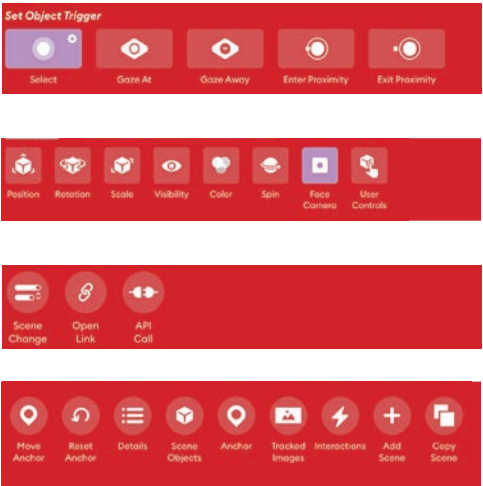 Set Object Trigger
Select Gaze At Gaze Away Enter Proximity Exit Proximity
Position Rotation Scale Visibility Color Spin Face Camera User Controls
Scene Change Open Link API Call
Move Anchor Reset Anchor Details Scene Objects Anchor Tracked Images Interactions Add Scene Copy Scene